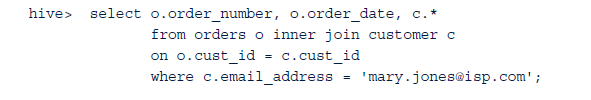 hive> select o.order_number, o.order_date, c.*
from orders o inner join customer c
on o.cust_id = c.cust_id
where c.email_address = 'mary.jones@isp.com';